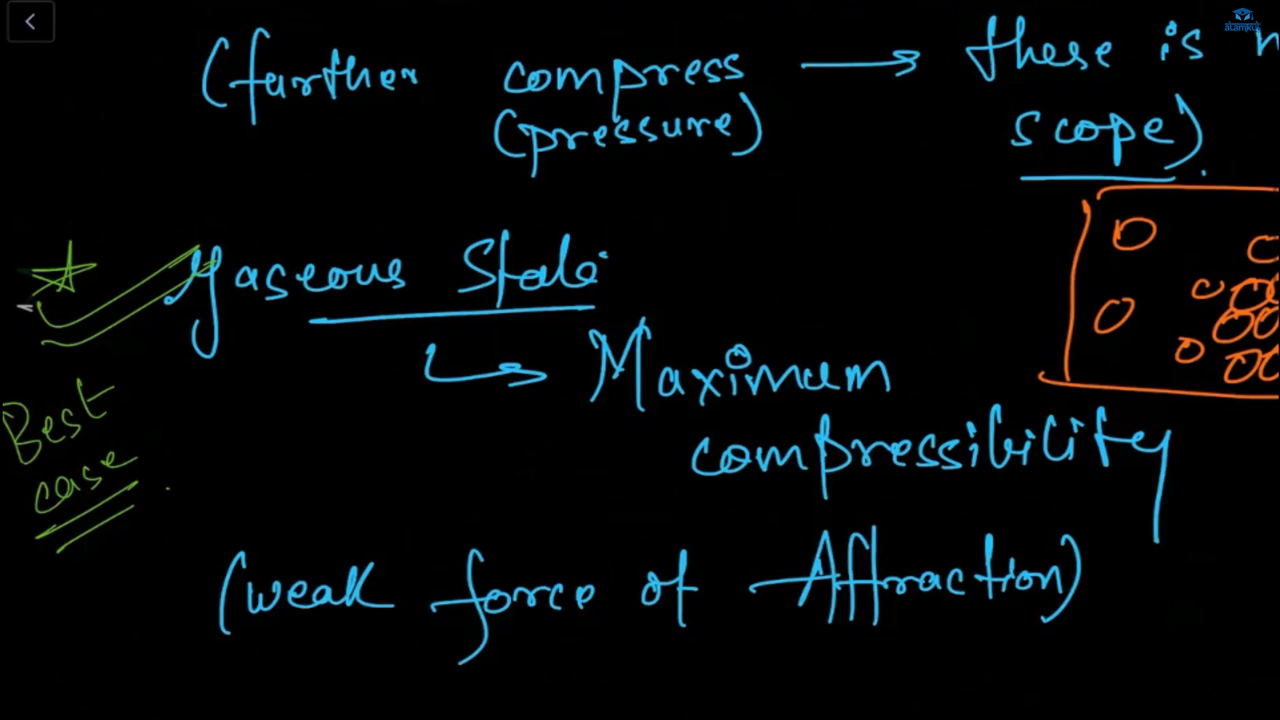 (further compress → there is
(pressure) scope).
Gaseous State
↳ Maximum
compressibility
Best
case
(weak force of Attraction)